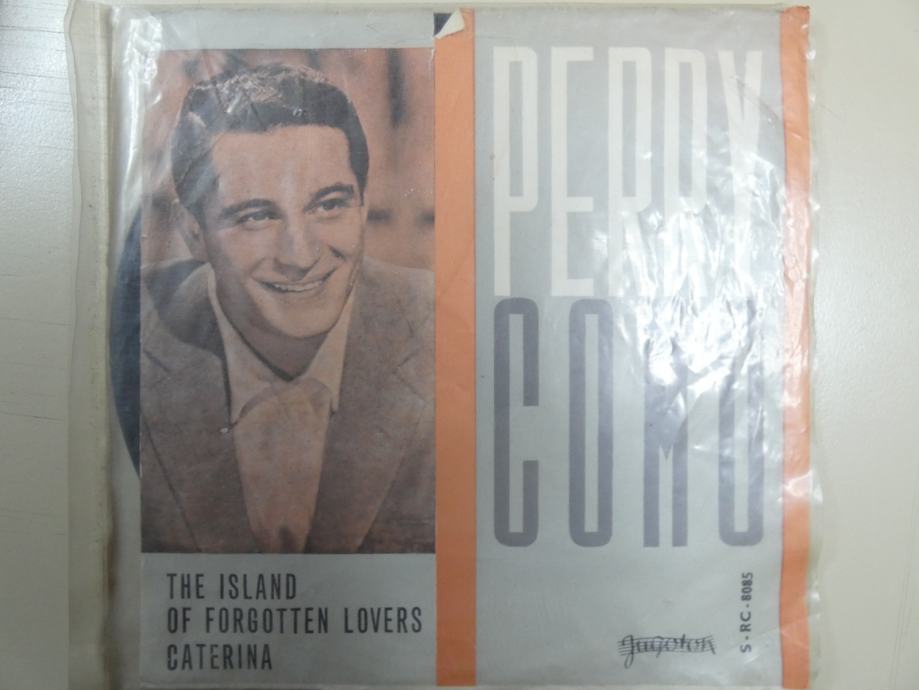 PERRY
COMO
THE ISLAND
OF FORGOTTEN LOVERS
CATERINA
jugoton
S-RC-8085